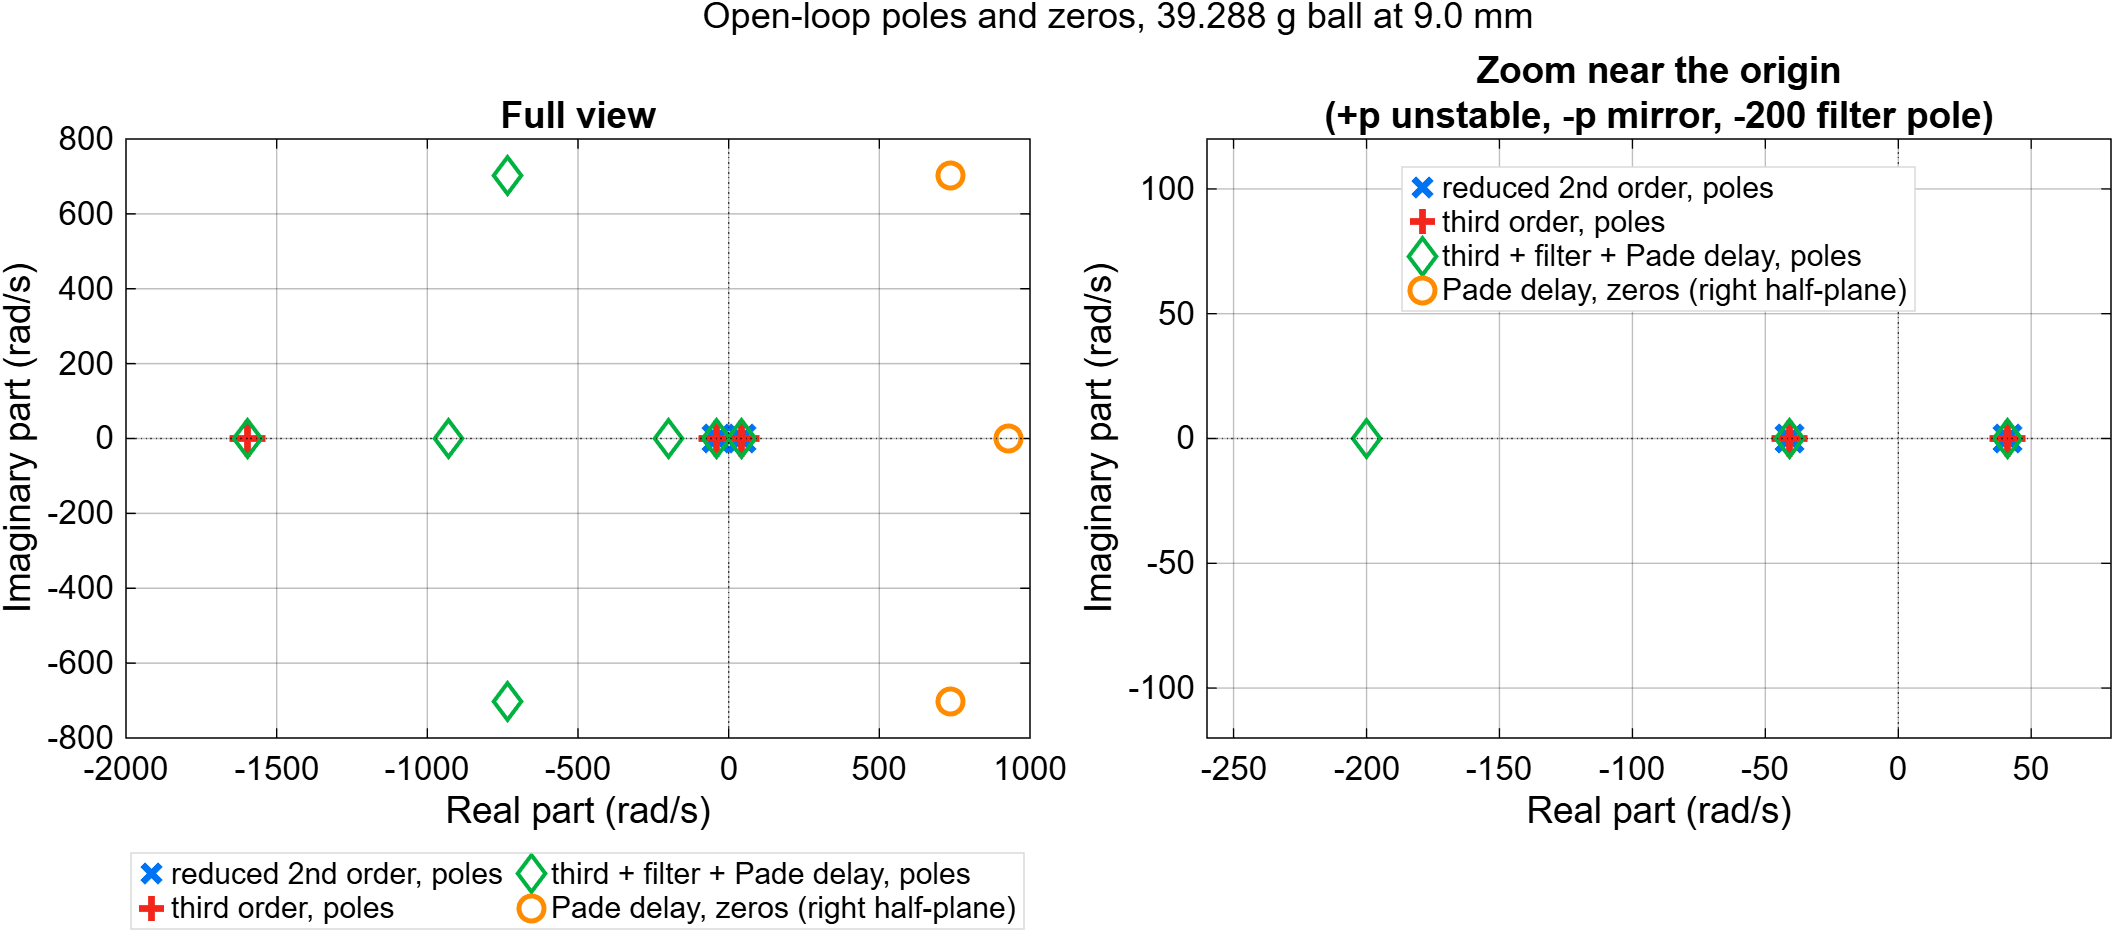 Open-loop poles and zeros, 39.288 g ball at 9.0 mm
Full view
800
600
400
200
0
-200
-400
-600
-800
-2000
-1500
-1000
-500
0
500
1000
Imaginary part (rad/s)
Real part (rad/s)
reduced 2nd order, poles
third order, poles
third + filter + Pade delay, poles
Pade delay, zeros (right half-plane)
Zoom near the origin
(+p unstable, -p mirror, -200 filter pole)
reduced 2nd order, poles
third order, poles
third + filter + Pade delay, poles
Pade delay, zeros (right half-plane)
100
50
0
-50
-100
-250
-200
-150
-100
-50
0
50
Imaginary part (rad/s)
Real part (rad/s)